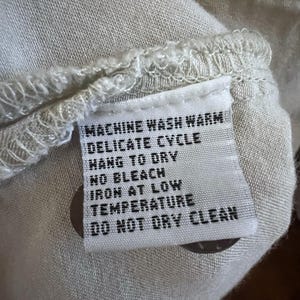 MACHINE WASH WARM
DELICATE CYCLE
HANG TO DRY
NO BLEACH
IRON AT LOW
TEMPERATURE
DO NOT DRY CLEAN